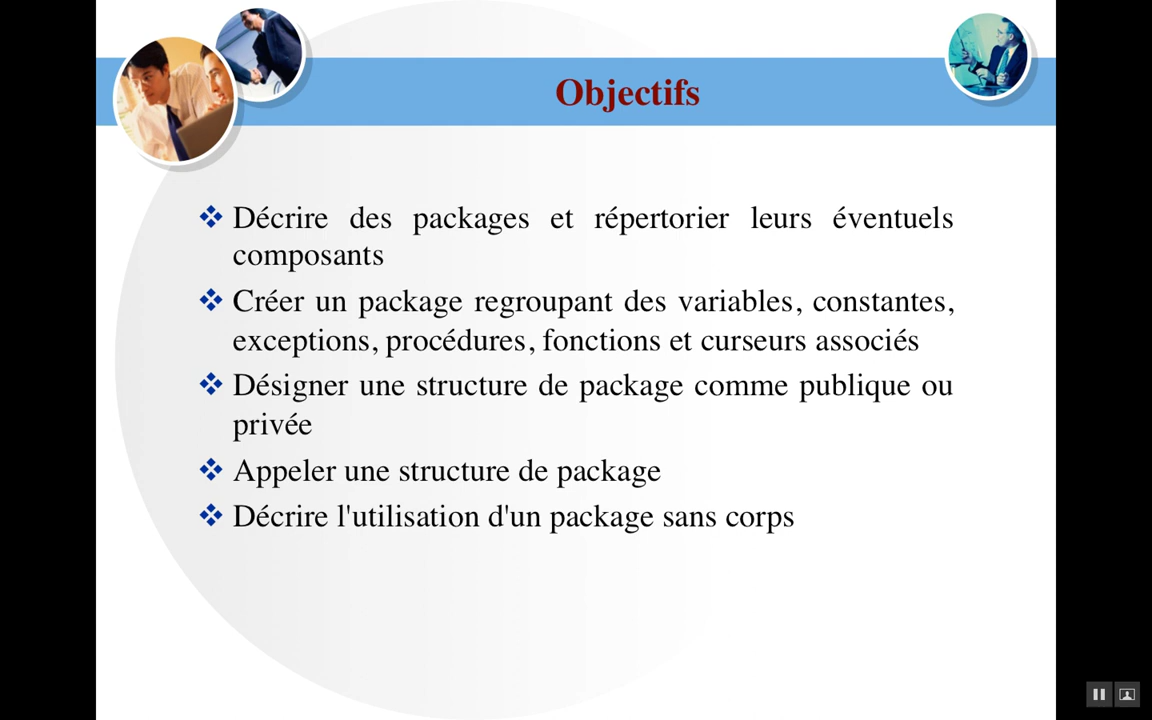 Objectifs
Décrire des packages et répertorier leurs éventuels
composants
Créer un package regroupant des variables, constantes,
exceptions, procédures, fonctions et curseurs associés
Désigner une structure de package comme publique ou
privée
Appeler une structure de package
Décrire l'utilisation d'un package sans corps